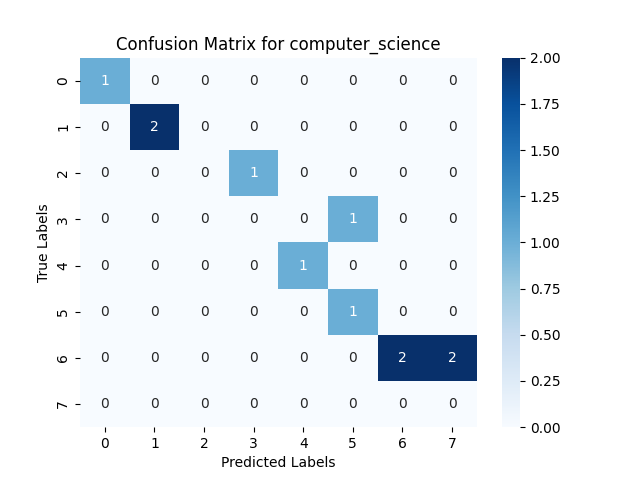 Confusion Matrix for computer_science
True Labels
0 1 0 0 0 0 0 0 0
1 0 2 0 0 0 0 0 0
2 0 0 0 1 0 0 0 0
3 0 0 0 0 0 1 0 0
4 0 0 0 0 1 0 0 0
5 0 0 0 0 0 1 0 0
6 0 0 0 0 0 0 2 2
7 0 0 0 0 0 0 0 0
0 1 2 3 4 5 6 7
Predicted Labels
2.00
1.75
1.50
1.25
1.00
0.75
0.50
0.25
0.00